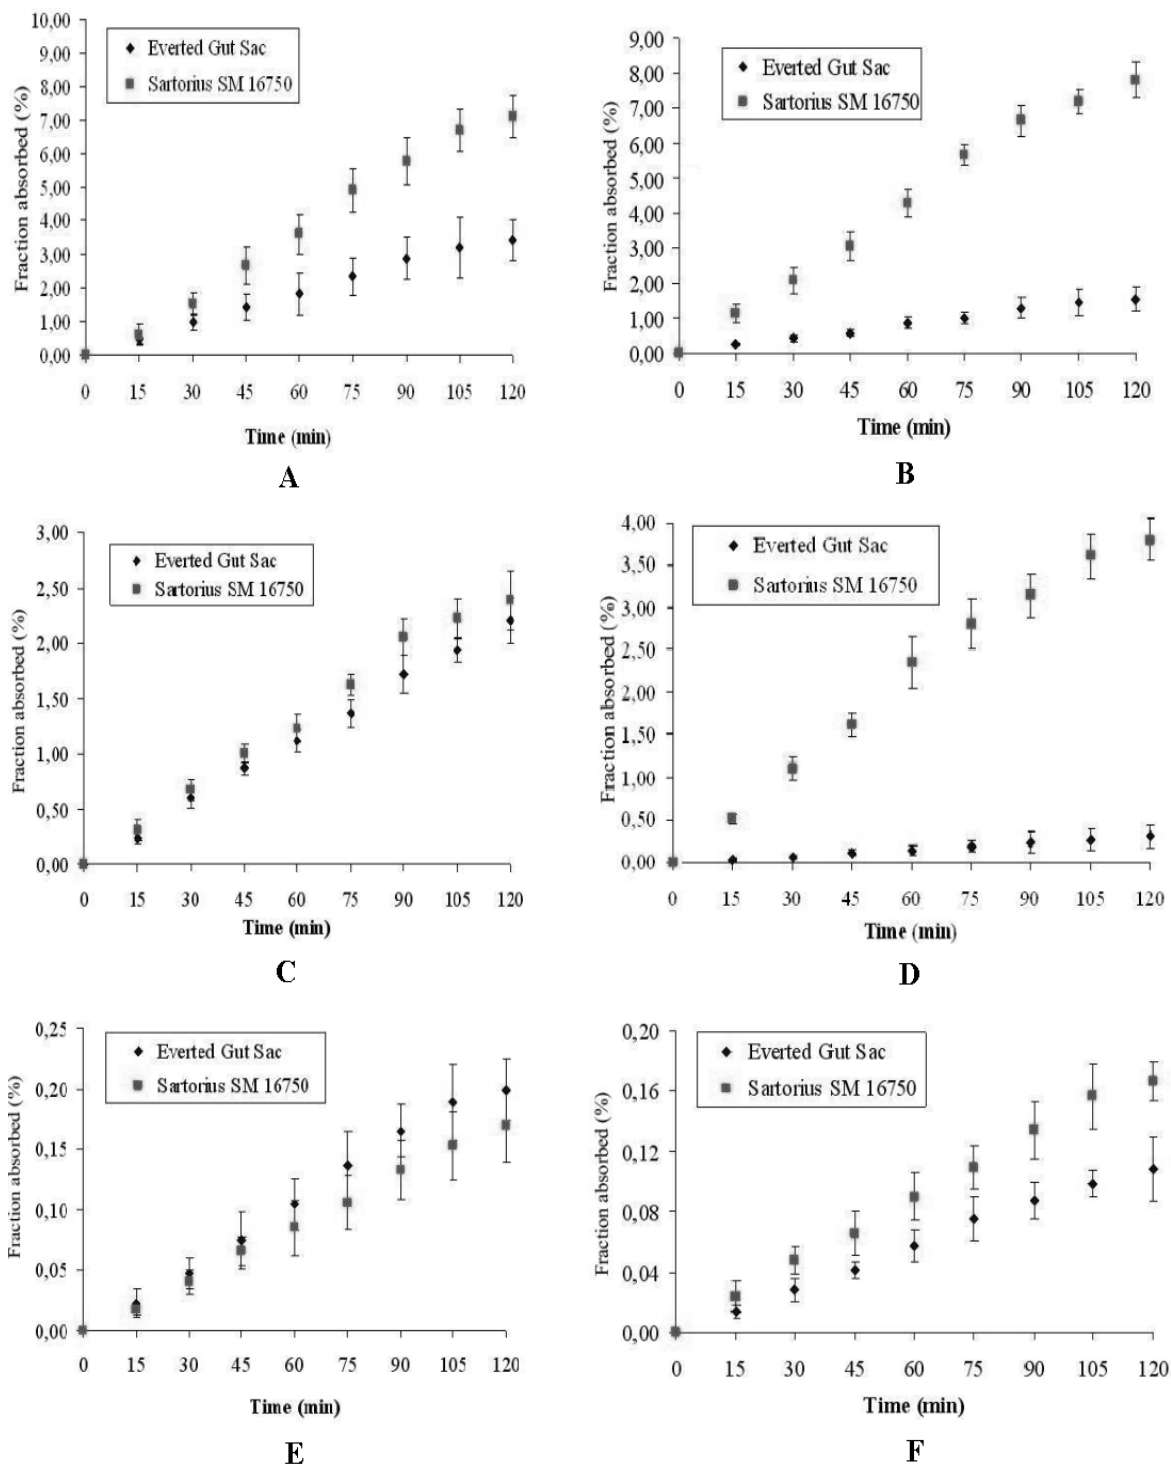 10,00
9,00
8,00
7,00
6,00
5,00
4,00
3,00
2,00
1,00
0,00
Fraction absorbed (%)
Everted Gut Sac
Sartorius SM 16750
0 15 30 45 60 75 90 105 120
Time (min)
A
9,00
8,00
7,00
6,00
5,00
4,00
3,00
2,00
1,00
0,00
Fraction absorbed (%)
Everted Gut Sac
Sartorius SM 16750
0 15 30 45 60 75 90 105 120
Time (min)
B
3,00
2,50
2,00
1,50
1,00
0,50
0,00
Fraction absorbed (%)
Everted Gut Sac
Sartorius SM 16750
0 15 30 45 60 75 90 105 120
Time (min)
C
4,00
3,50
3,00
2,50
2,00
1,50
1,00
0,50
0,00
Fraction absorbed (%)
Everted Gut Sac
Sartorius SM 16750
0 15 30 45 60 75 90 105 120
Time (min)
D
0,25
0,20
0,15
0,10
0,05
0,00
Fraction absorbed (%)
Everted Gut Sac
Sartorius SM 16750
0 15 30 45 60 75 90 105 120
Time (min)
E
0,20
0,16
0,12
0,08
0,04
0,00
Fraction absorbed (%)
Everted Gut Sac
Sartorius SM 16750
0 15 30 45 60 75 90 105 120
Time (min)
F